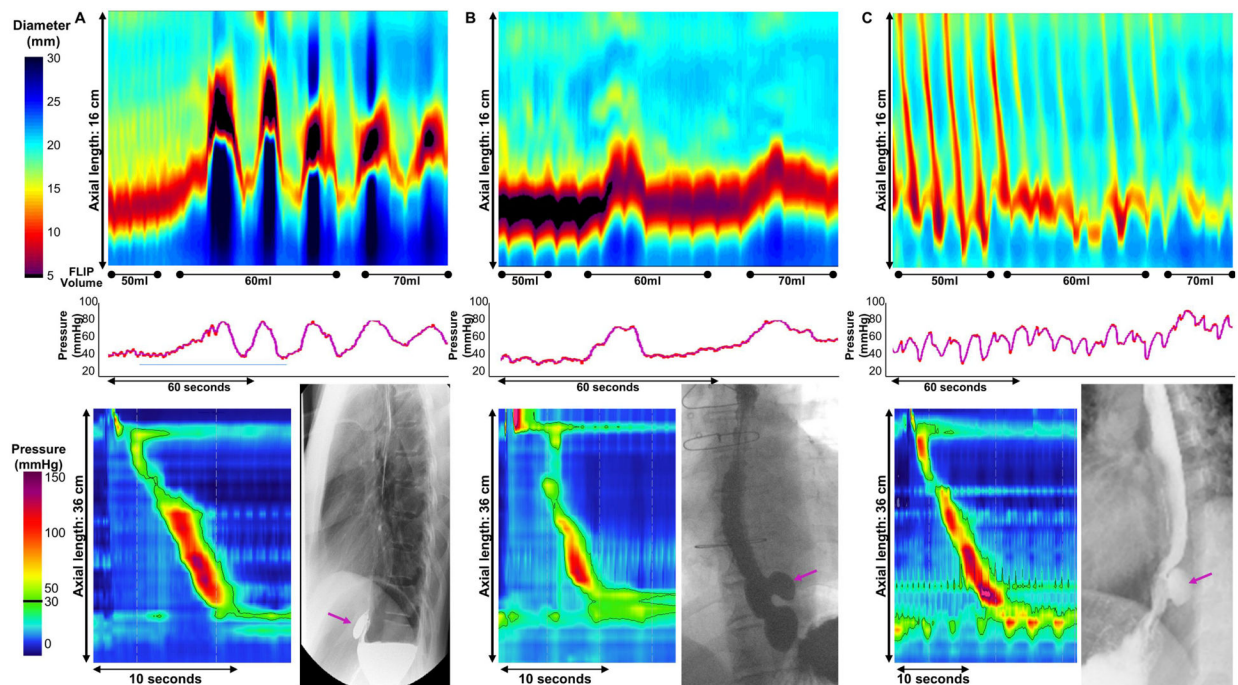 A
B
C
Diameter
(mm)
30
25
20
15
10
5
Axial length: 16 cm
Axial length: 16 cm
Axial length: 16 cm
FLIP
Volume
50ml 60ml 70ml
50ml 60ml 70ml
50ml 60ml 70ml
Pressure
(mmHg)
100
80
60
40
20
60 seconds
Pressure
(mmHg)
100
80
60
40
20
60 seconds
Pressure
(mmHg)
100
80
60
40
20
60 seconds
Pressure
(mmHg)
150
100
50
30
0
Axial length: 36 cm
10 seconds
Axial length: 36 cm
10 seconds
Axial length: 36 cm
10 seconds